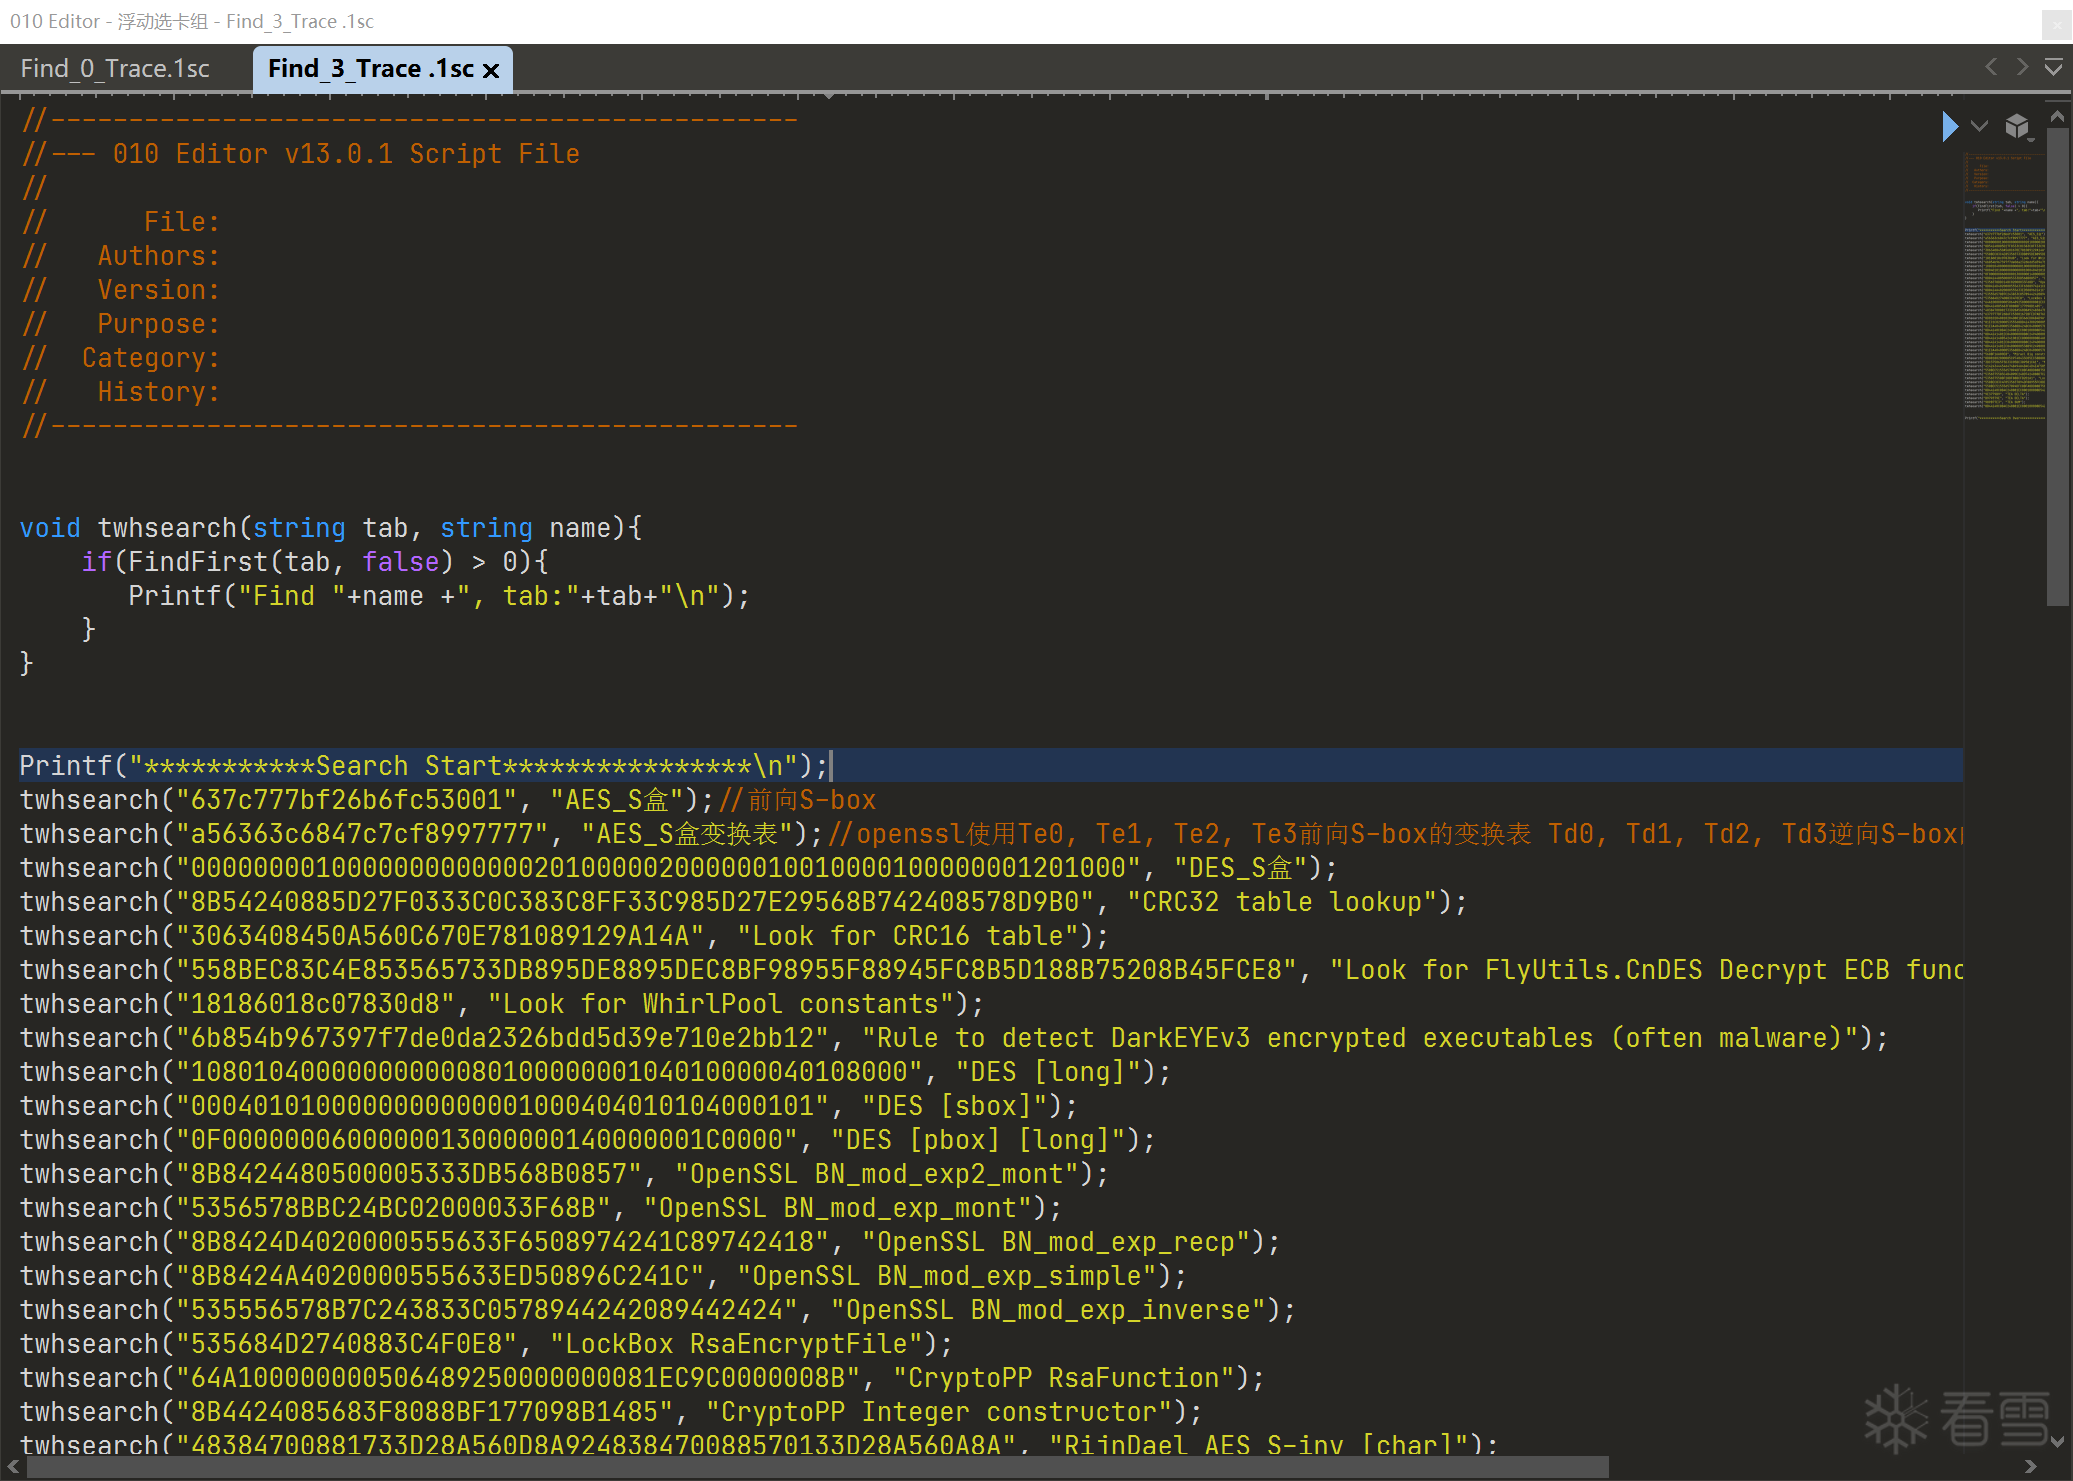 010 Editor - 浮动选卡组 - Find_3_Trace .1sc
Find_0_Trace.1sc
Find_3_Trace .1sc
//------------------------------------------------
//--- 010 Editor v13.0.1 Script File
//
//      File:
//   Authors:
//   Version:
//   Purpose:
//  Category:
//   History:
//------------------------------------------------
void twhsearch(string tab, string name){
    if(FindFirst(tab, false) > 0){
       Printf("Find "+name +", tab:"+tab+"\n");
    }
}
Printf("***********Search Start****************\n");
twhsearch("637c777bf26b6fc53001", "AES_S盒");//前向S-box
twhsearch("a56363c6847c7cf8997777", "AES_S盒变换表");//openssl使用Te0, Te1, Te2, Te3前向S-box的变换表 Td0, Td1, Td2, Td3逆向S-box
twhsearch("000000001000000000000002010000020000001001000010000000120100​0", "DES_S盒");
twhsearch("8B54240885D27F0333C0C383C8FF33C985D27E29568B742408578D9B0", "CRC32 table lookup");
twhsearch("3063408450A560C670E781089129A14A", "Look for CRC16 table");
twhsearch("558BEC83C4E853565733DB895DE8895DEC8BF98955F88945FC8B5D188B75208B45FCE8", "Look for FlyUtils.CnDES Decrypt ECB func
twhsearch("18186018c07830d8", "Look for WhirlPool constants");
twhsearch("6b854b967397f7de0da2326bdd5d39e710e2bb12", "Rule to detect DarkEYEv3 encrypted executables (often malware)");
twhsearch("10801040000000000080100000010401000004010800​0", "DES [long]");
twhsearch("00040101000000000000010004040101040001​01", "DES [sbox]");
twhsearch("0F0000000600000013000000140000001C0000", "DES [pbox] [long]");
twhsearch("8B8424480500005333DB568B0857", "OpenSSL BN_mod_exp2_mont");
twhsearch("5356578BBC24BC02000033F68B", "OpenSSL BN_mod_exp_mont");
twhsearch("8B8424D4020000555633F6508974241C89742418", "OpenSSL BN_mod_exp_recp");
twhsearch("8B8424A4020000555633ED50896C241C", "OpenSSL BN_mod_exp_simple");
twhsearch("535556578B7C243833C0578944242089442424", "OpenSSL BN_mod_exp_inverse");
twhsearch("535684D2740883C4F0E8", "LockBox RsaEncryptFile");
twhsearch("64A100000000506489250000000081EC9C0000008B", "CryptoPP RsaFunction");
twhsearch("8B4424085683F8088BF177098B1485", "CryptoPP Integer constructor");
twhsearch("48384700881733D28A560D8A924838470088570133D28A560A8A", "RijnDael AES S-inv [char]");
看雪